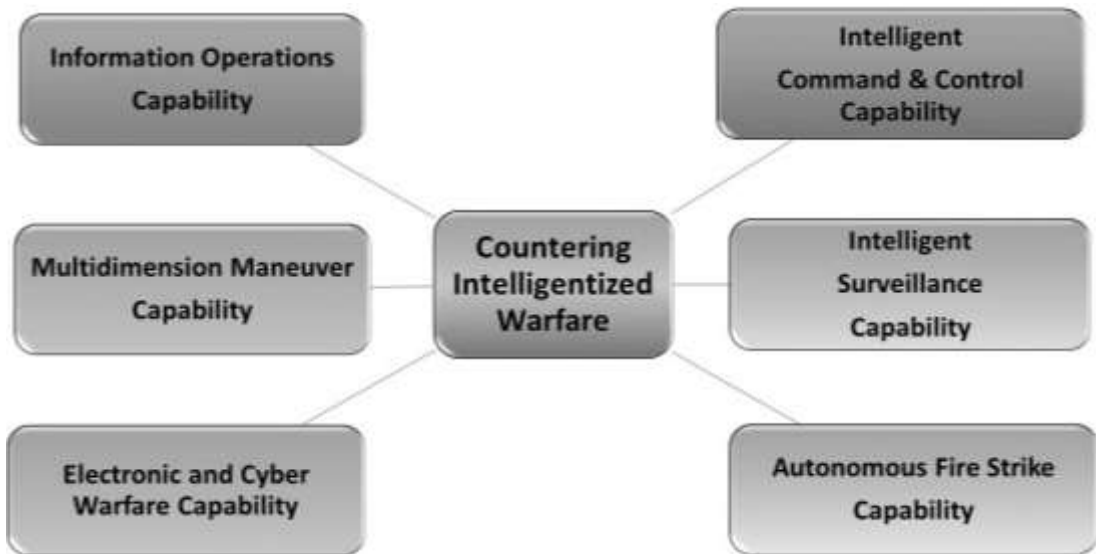 Information Operations
Capability
Intelligent
Command & Control
Capability
Multidimension Maneuver
Capability
Countering
Intelligentized
Warfare
Intelligent
Surveillance
Capability
Electronic and Cyber
Warfare Capability
Autonomous Fire Strike
Capability